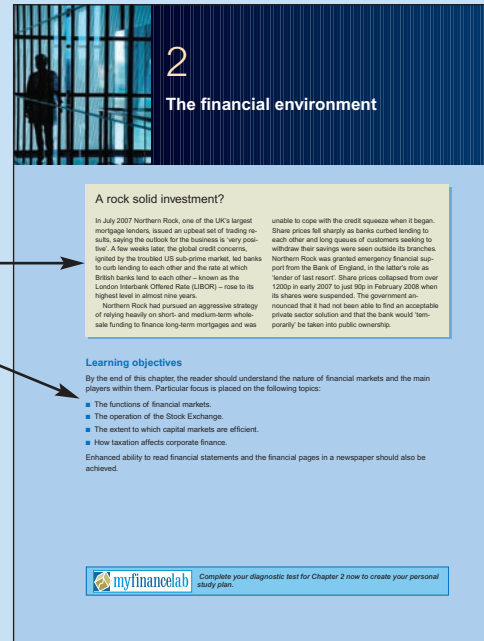 2
The financial environment
A rock solid investment?
In July 2007 Northern Rock, one of the UK's largest
mortgage lenders, issued an upbeat set of trading re-
sults, saying the outlook for the business is 'very posi-
tive'. A few weeks later, the global credit concerns,
ignited by the troubled US sub-prime market, led banks
to curb lending to each other and the rate at which
British banks lend to each other – known as the
London Interbank Offered Rate (LIBOR) – rose to its
highest level in almost nine years.
Northern Rock had pursued an aggressive strategy
of relying heavily on short- and medium-term whole-
sale funding to finance long-term mortgages and was
unable to cope with the credit squeeze when it began.
Share prices fell sharply as banks curbed lending to
each other and long queues of customers seeking to
withdraw their savings were seen outside its branches.
Northern Rock was granted emergency financial sup-
port from the Bank of England, in the latter's role as
'lender of last resort'. Share prices collapsed from over
1200p in early 2007 to just 90p in February 2008 when
its shares were suspended. The government an-
nounced that it had not been able to find an acceptable
private sector solution and that the bank would 'tem-
porarily' be taken into public ownership.
Learning objectives
By the end of this chapter, the reader should understand the nature of financial markets and the main
players within them. Particular focus is placed on the following topics:
■ The functions of financial markets.
■ The operation of the Stock Exchange.
■ The extent to which capital markets are efficient.
■ How taxation affects corporate finance.
Enhanced ability to read financial statements and the financial pages in a newspaper should also be
achieved.
myfinancelab
Complete your diagnostic test for Chapter 2 now to create your personal
study plan.